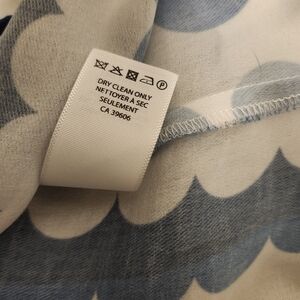 DRY CLEAN ONLY
NETTOYER À SEC
SEULEMENT
CA 39606